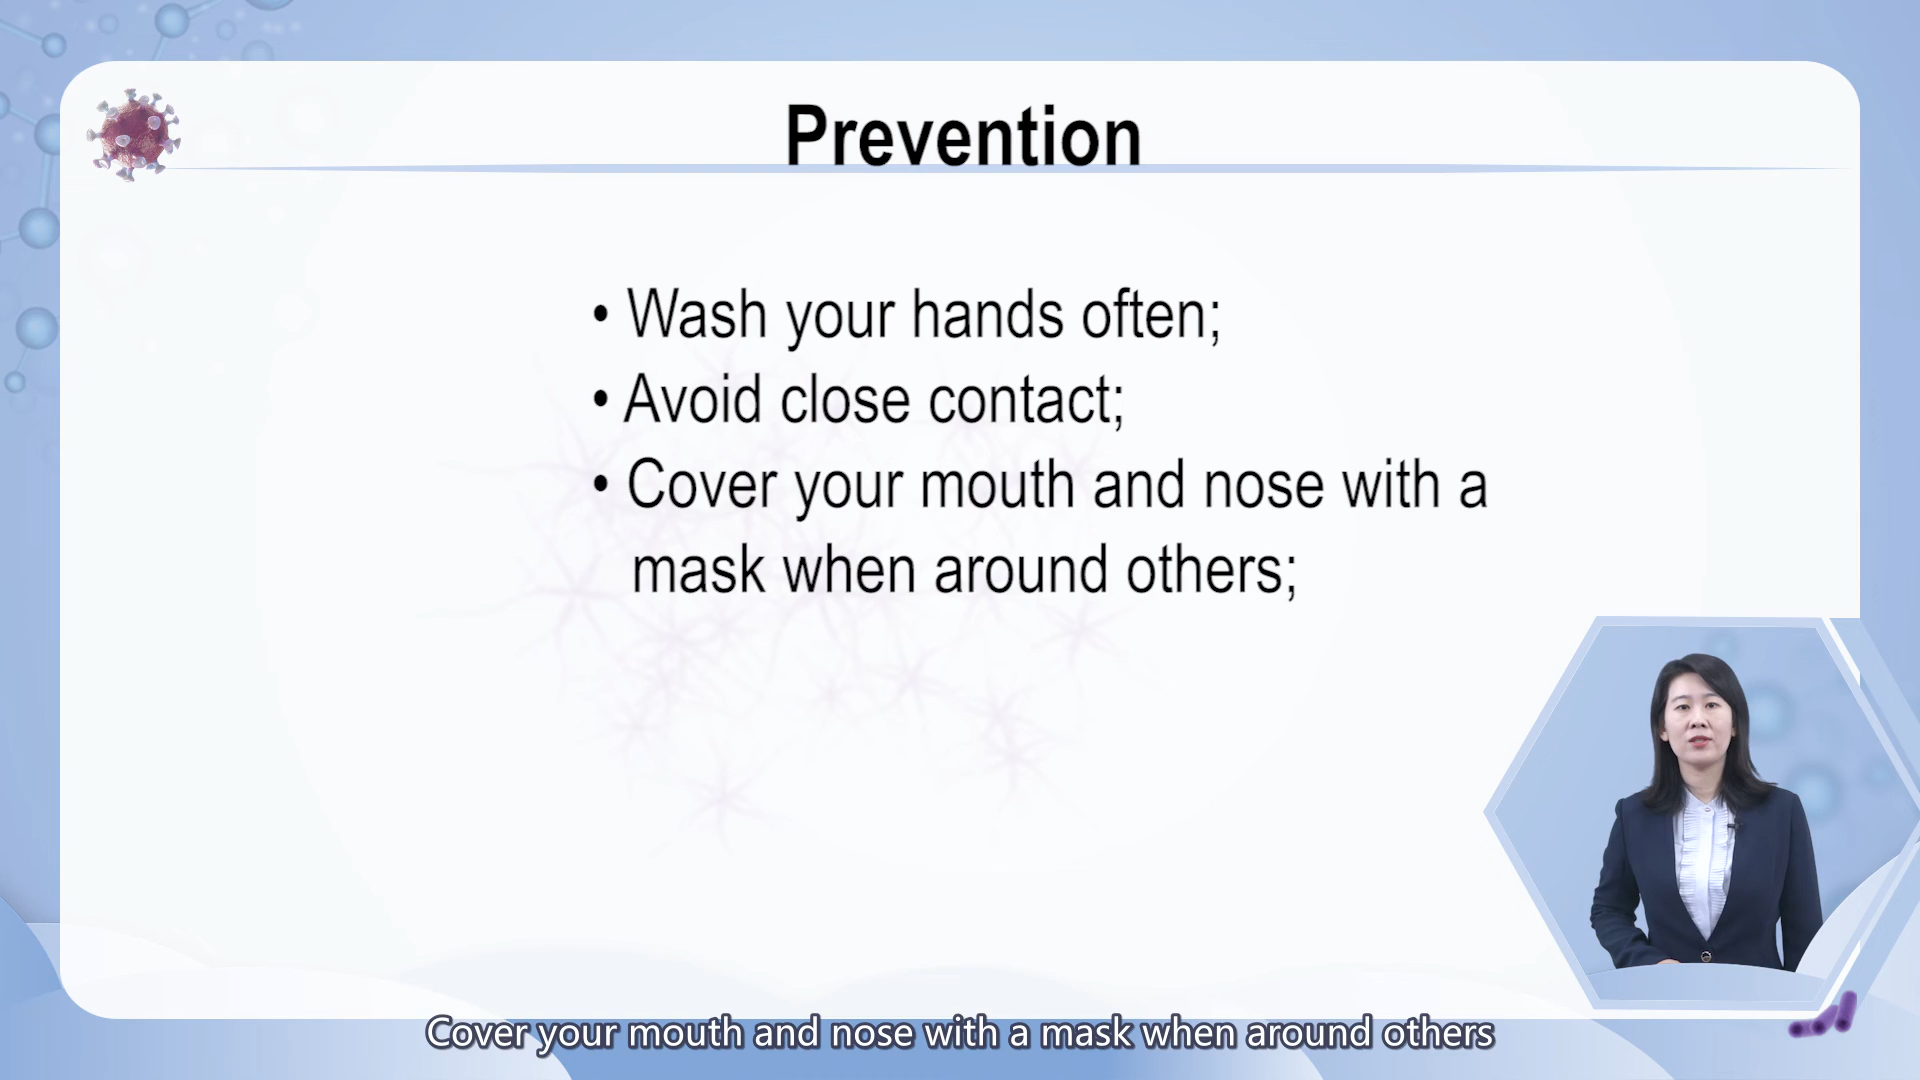 Prevention
• Wash your hands often;
• Avoid close contact;
• Cover your mouth and nose with a
mask when around others;
Cover your mouth and nose with a mask when around others